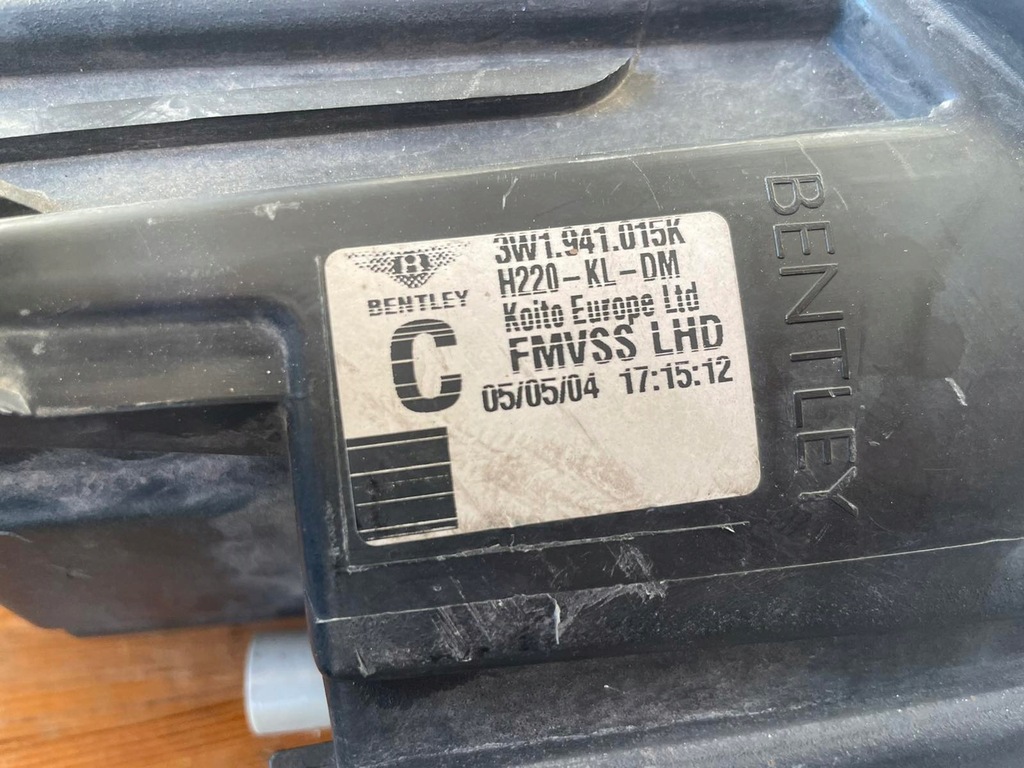 B
BENTLEY
C
3W1.941.015K
H220-KL-DM
Koito Europe Ltd
FMVSS LHD
05/05/04 17:15:12
BENTLEY